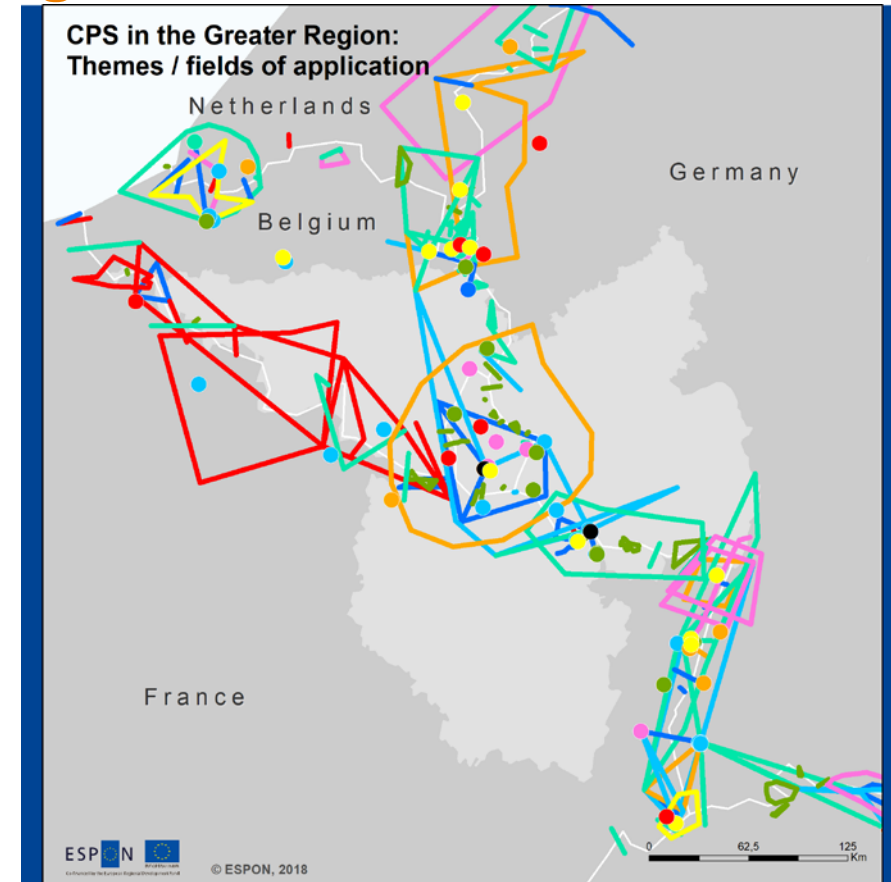 CPS in the Greater Region:
Themes / fields of application
Netherlands
Germany
Belgium
France
ESPON
© ESPON, 2018
0 62,5 125
Km